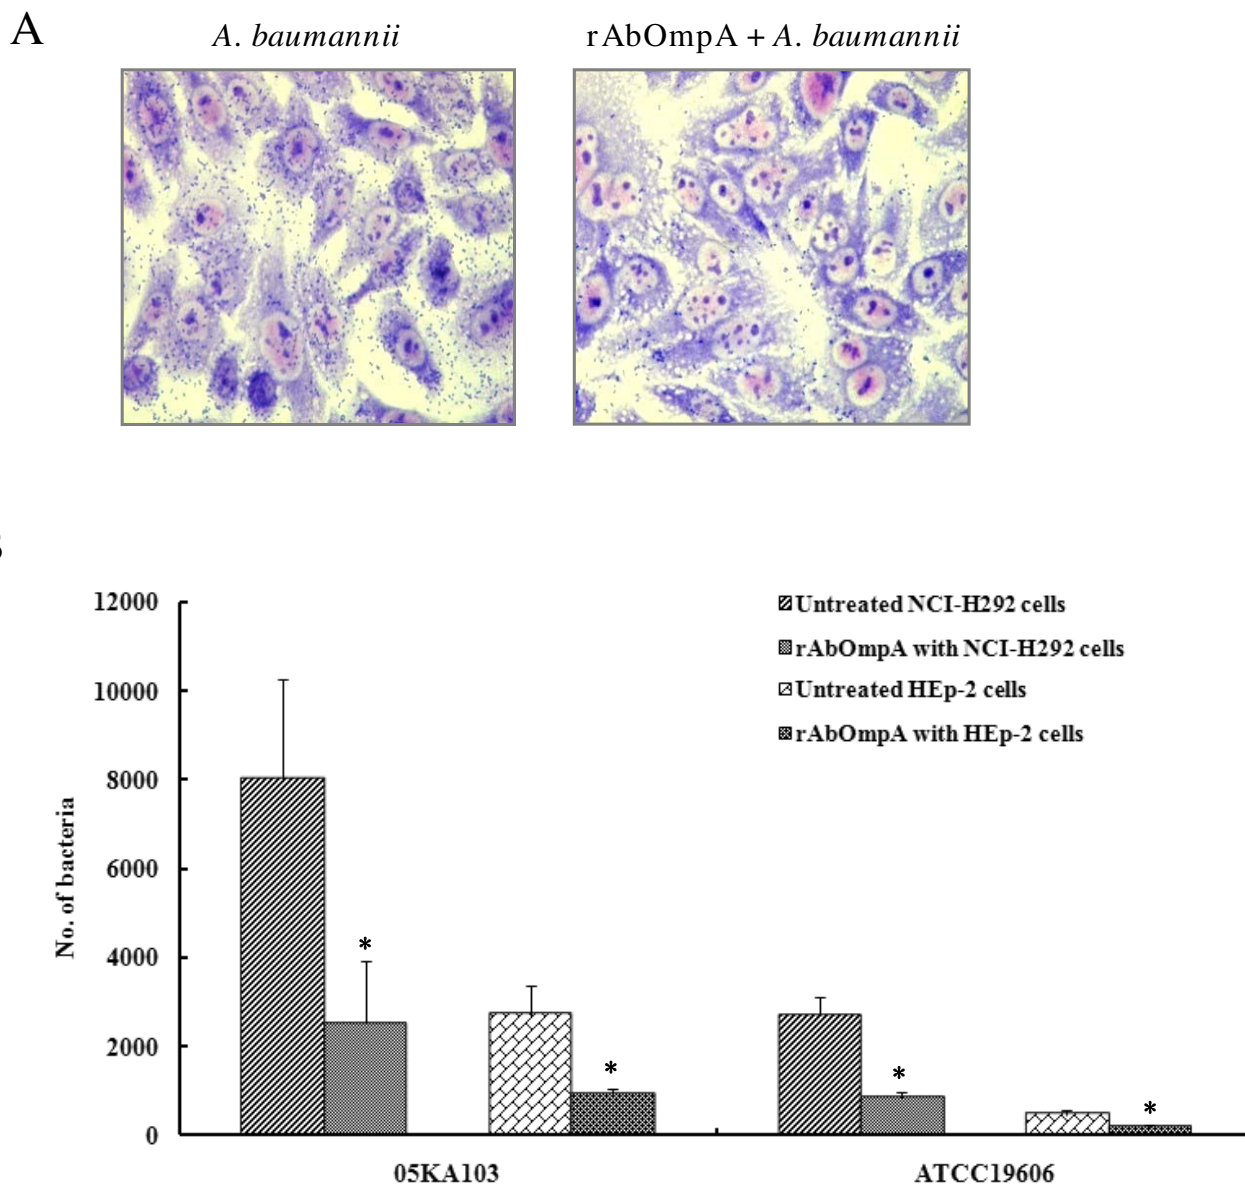 A
A. baumannii
rAbOmpA + A. baumannii
12000
10000
8000
6000
4000
2000
0
No. of bacteria
Untreated NCI-H292 cells
rAbOmpA with NCI-H292 cells
Untreated HEp-2 cells
rAbOmpA with HEp-2 cells
*
*
*
*
05KA103
ATCC19606